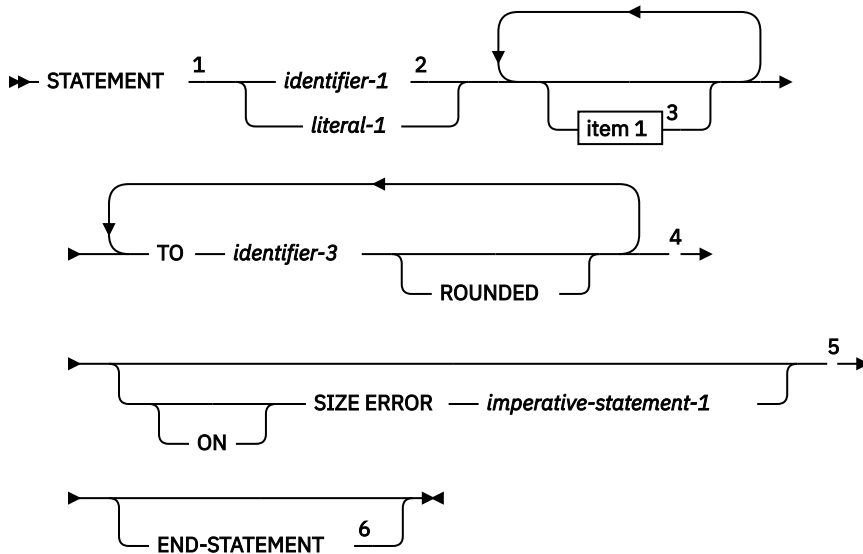 STATEMENT 1 identifier-1 2
literal-1
item 1 3
TO identifier-3 4
ROUNDED
5
SIZE ERROR imperative-statement-1
ON
END-STATEMENT 6